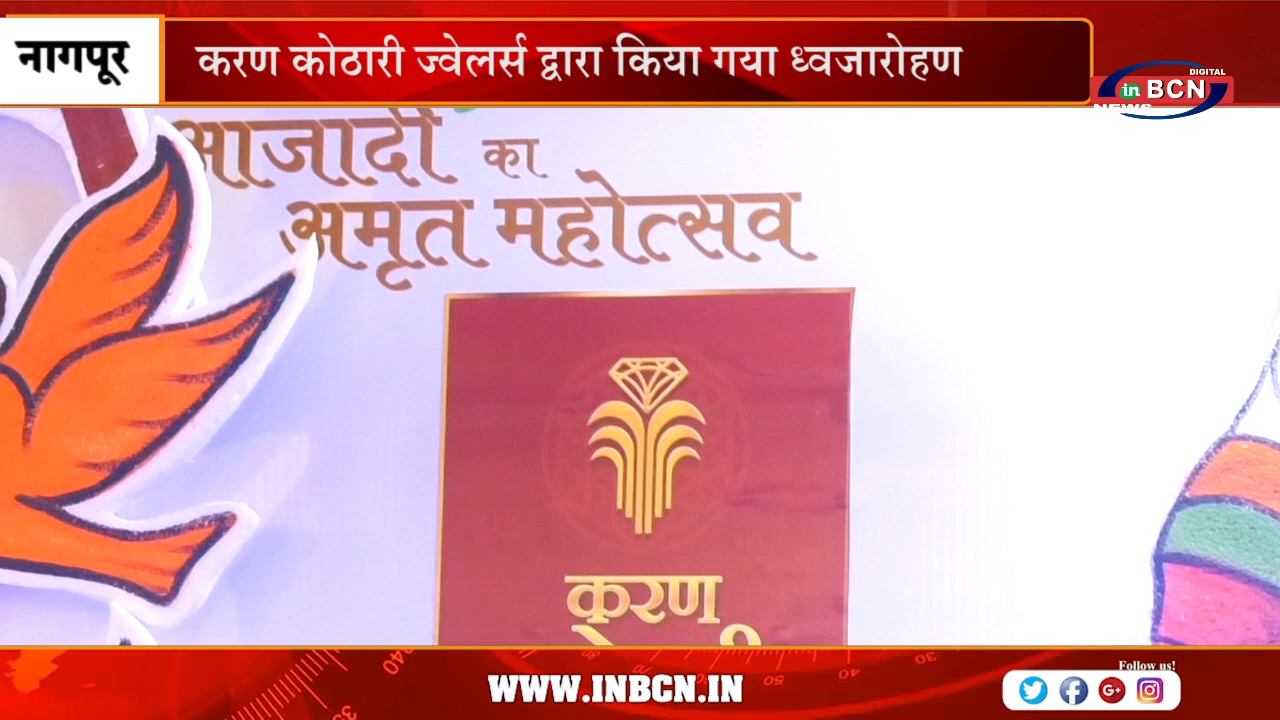 नागपूर
करण कोठारी ज्वेलर्स द्वारा किया गया ध्वजारोहण
DIGITAL
in BCN
NEWS
आजादी का
अमृत महोत्सव
करण
WWW.INBCN.IN
Follow us!